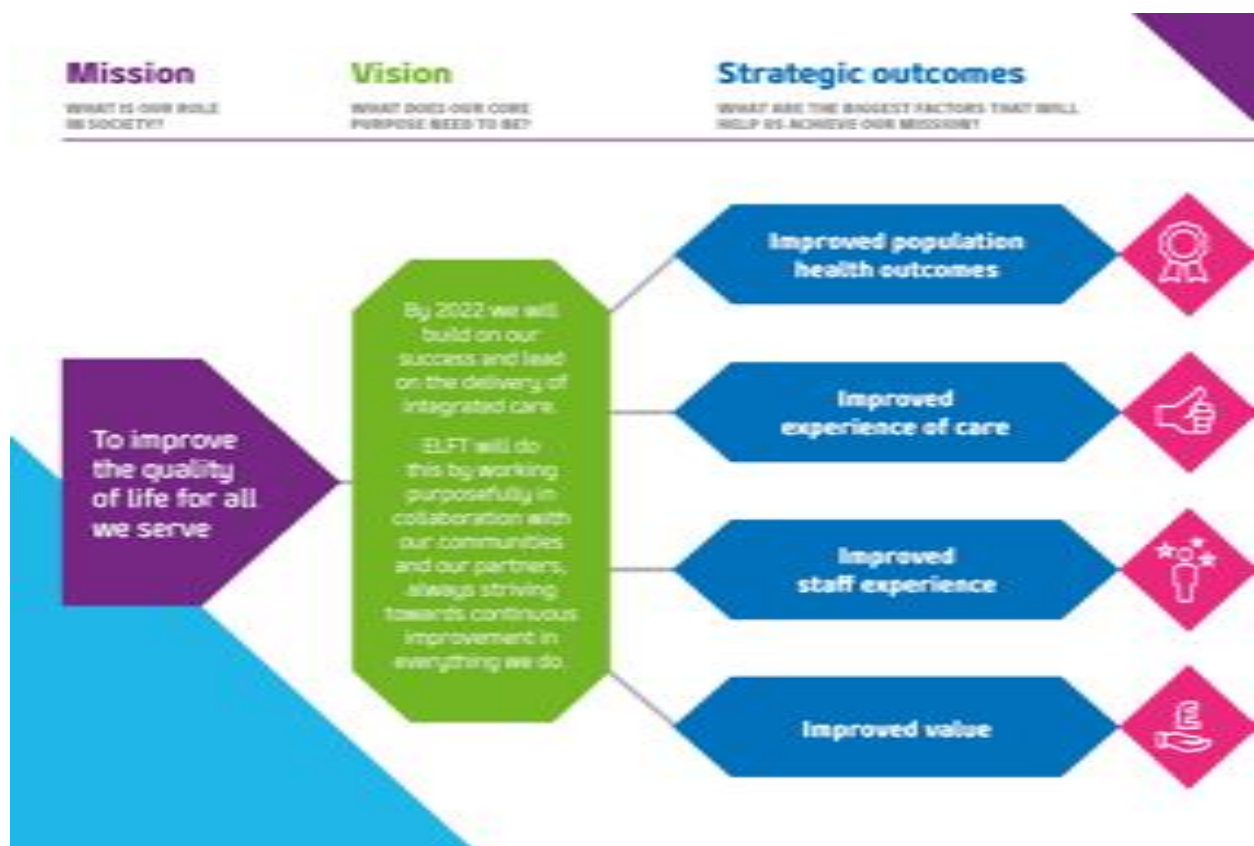 Mission
WHAT IS OUR ROLE
IN SOCIETY?
Vision
WHAT DOES OUR CORE
PURPOSE NEED TO BE?
Strategic outcomes
WHAT ARE THE BIGGEST FACTORS THAT WILL
HELP US ACHIEVE OUR MISSION?
To improve
the quality
of life for all
we serve
By 2022 we will
build on our
success and lead
on the delivery of
integrated care.
ELFT will do
this by working
purposefully in
collaboration with
our communities
and our partners,
always striving
towards continuous
improvement in
everything we do.
Improved population
health outcomes
Improved
experience of care
Improved
staff experience
Improved value
£